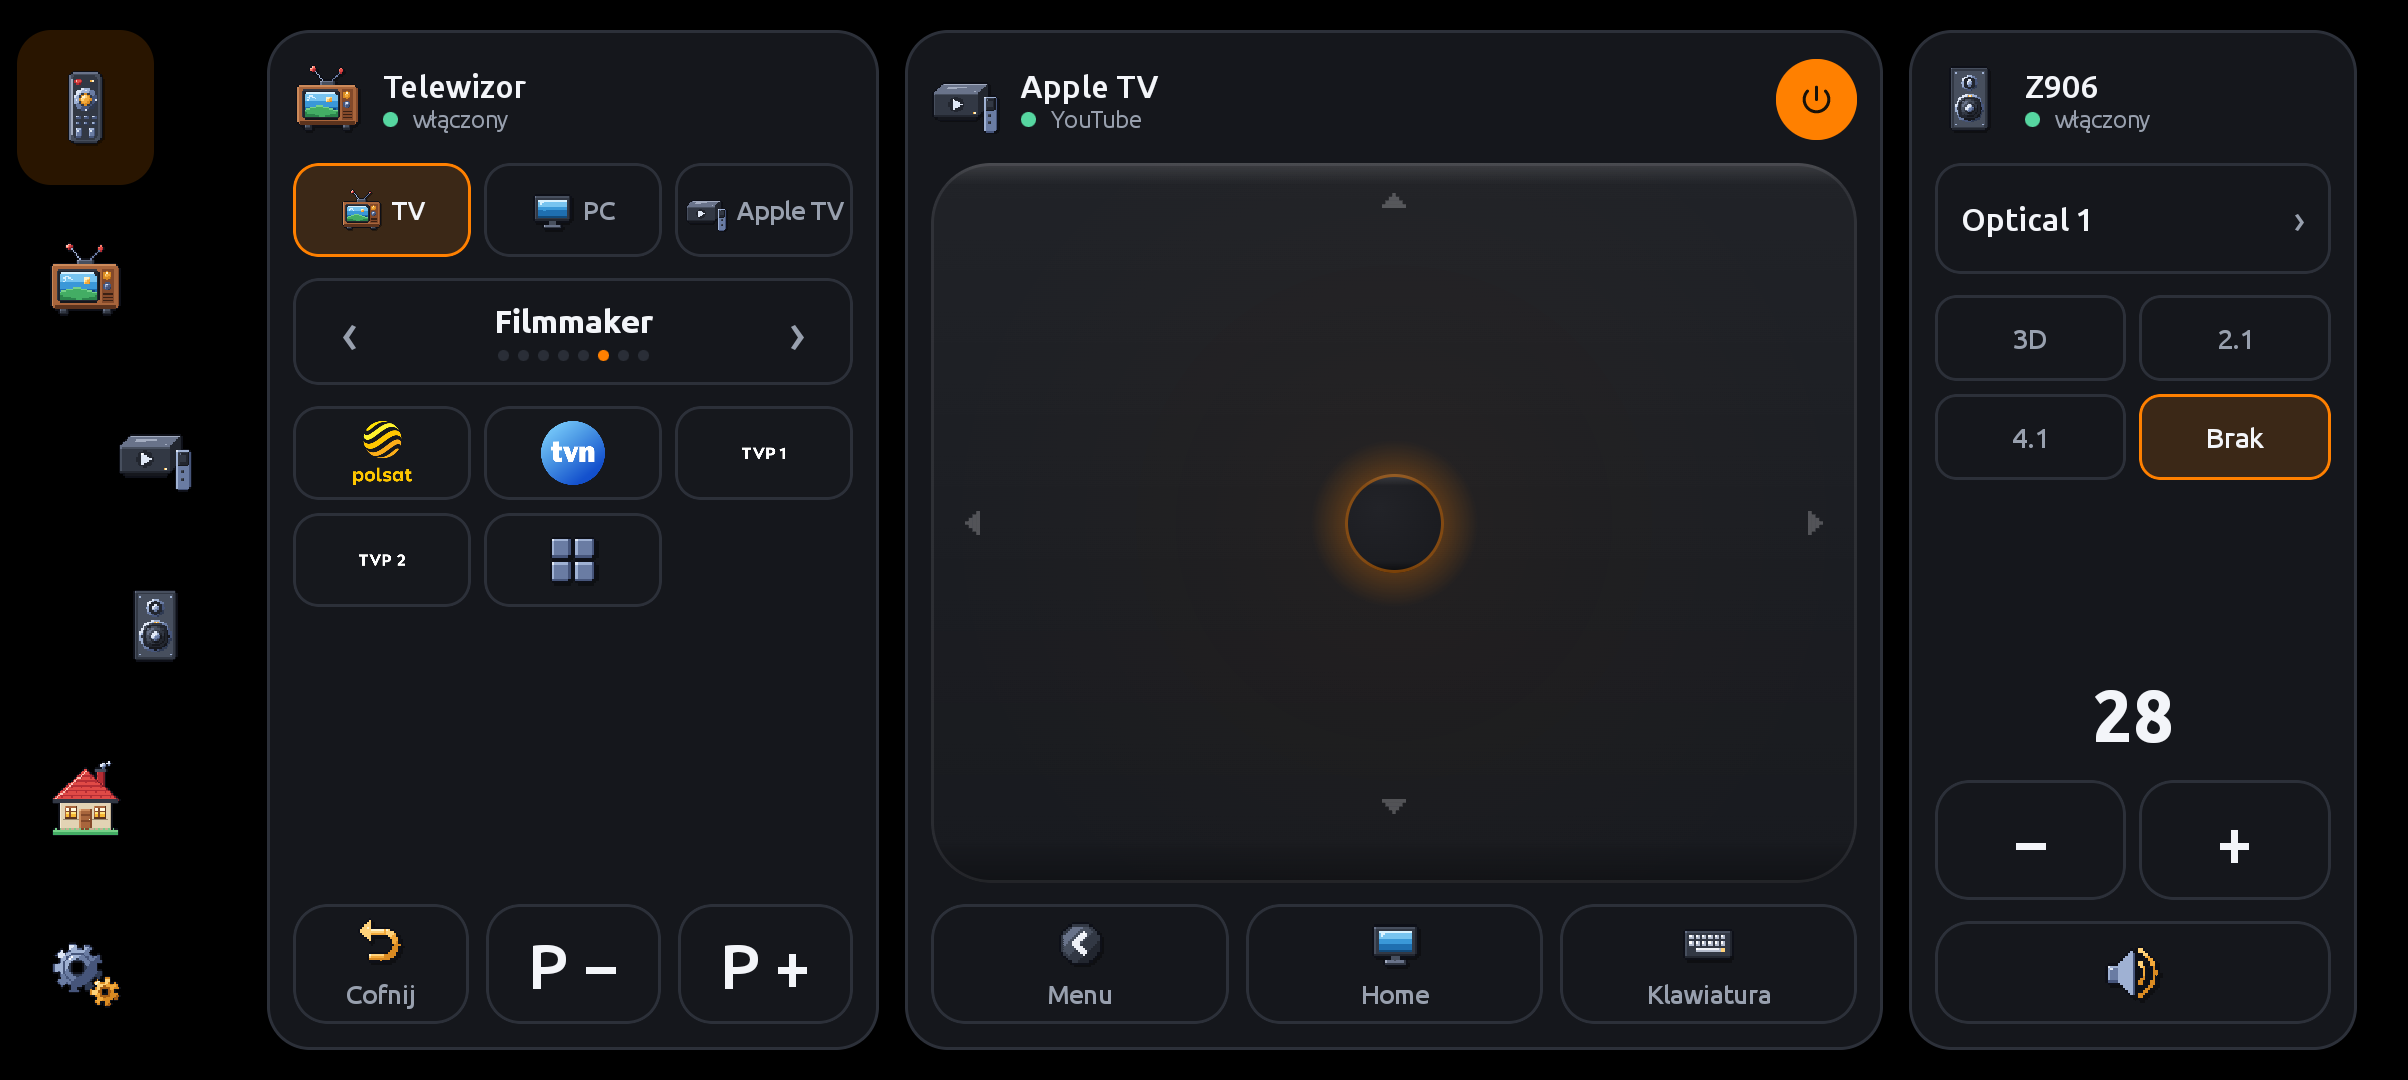 Telewizor
włączony
TV
PC
Apple TV
Filmmaker
polsat
tvn
TVP 1
TVP 2
Cofnij
P −
P +
Apple TV
YouTube
Menu
Home
Klawiatura
Z906
włączony
Optical 1
3D
2.1
4.1
Brak
28
−
+